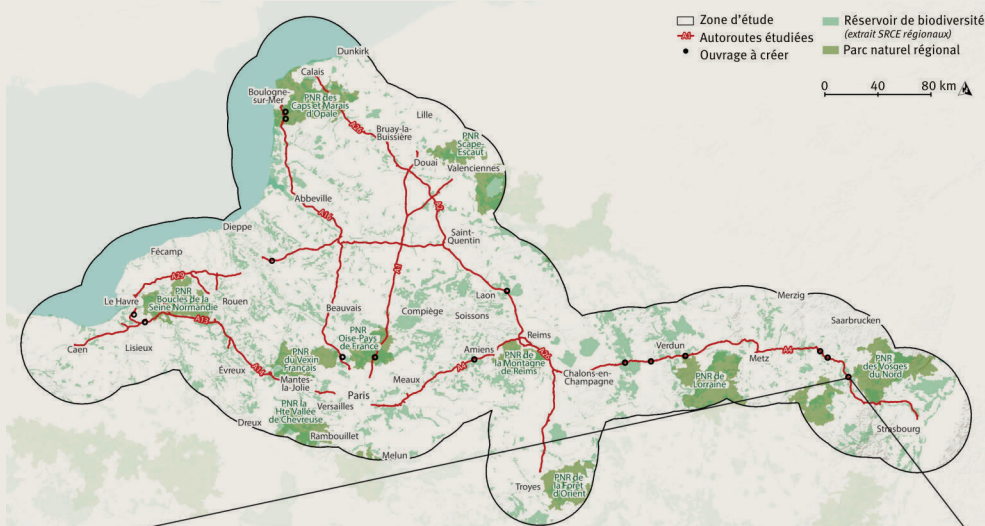 Zone d'étude
A1 Autoroutes étudiées
Ouvrage à créer
Réservoir de biodiversité
(extrait SRCE régionaux)
Parc naturel régional
0 40 80 km
Dunkirk
Calais
Boulogne-
sur-Mer
PNR des
Caps et Marais
d'Opale
Lille
A26
Bruay-la-
Buissière
PNR
Scape-
Escaut
Douai
Valenciennes
Abbeville
A16
A2
Dieppe
Saint-
Quentin
Fécamp
A29
A1
Le Havre
PNR
Boucles de la
Seine Normandie
Rouen
Beauvais
Compiègne
Laon
Soissons
Merzig
Saarbrucken
A13
Caen
Lisieux
PNR
Oise-Pays
de France
Reims
Verdun
Évreux
PNR
du Vexin
Français
Amiens
A4
PNR de
la Montagne
de Reims
A26
Chalons-en-
Champagne
Metz
A4
PNR
des Vosges
du Nord
A14
Mantes-
la-Jolie
Meaux
PNR de
Lorraine
Paris
Versailles
Dreux
PNR la
Hte Vallée
de Chevreuse
Rambouillet
Strasbourg
Melun
Troyes
PNR de
la Forêt
d'Orient